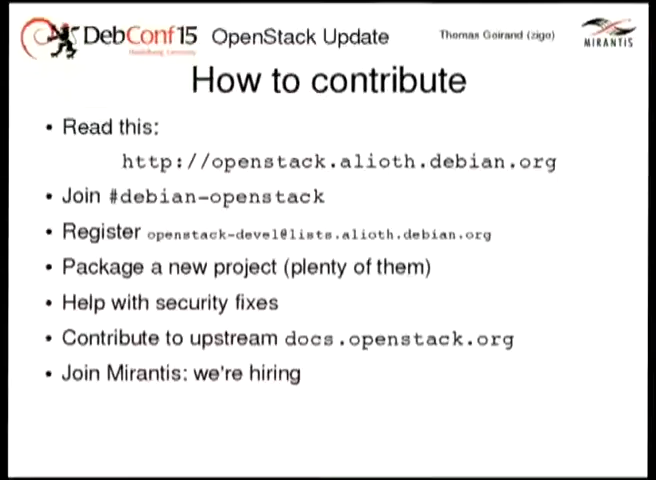 DebConf15 OpenStack Update Thomas Goirand (zigo) MIRANTIS
Heidelberg, Germany
How to contribute
• Read this:
http://openstack.alioth.debian.org
• Join #debian-openstack
• Register openstack-devel@lists.alioth.debian.org
• Package a new project (plenty of them)
• Help with security fixes
• Contribute to upstream docs.openstack.org
• Join Mirantis: we're hiring